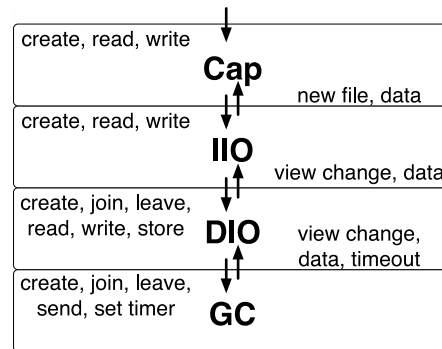 create, read, write
Cap
new file, data
create, read, write
IIO
view change, data
create, join, leave,
read, write, store
DIO
view change,
data, timeout
create, join, leave,
send, set timer
GC